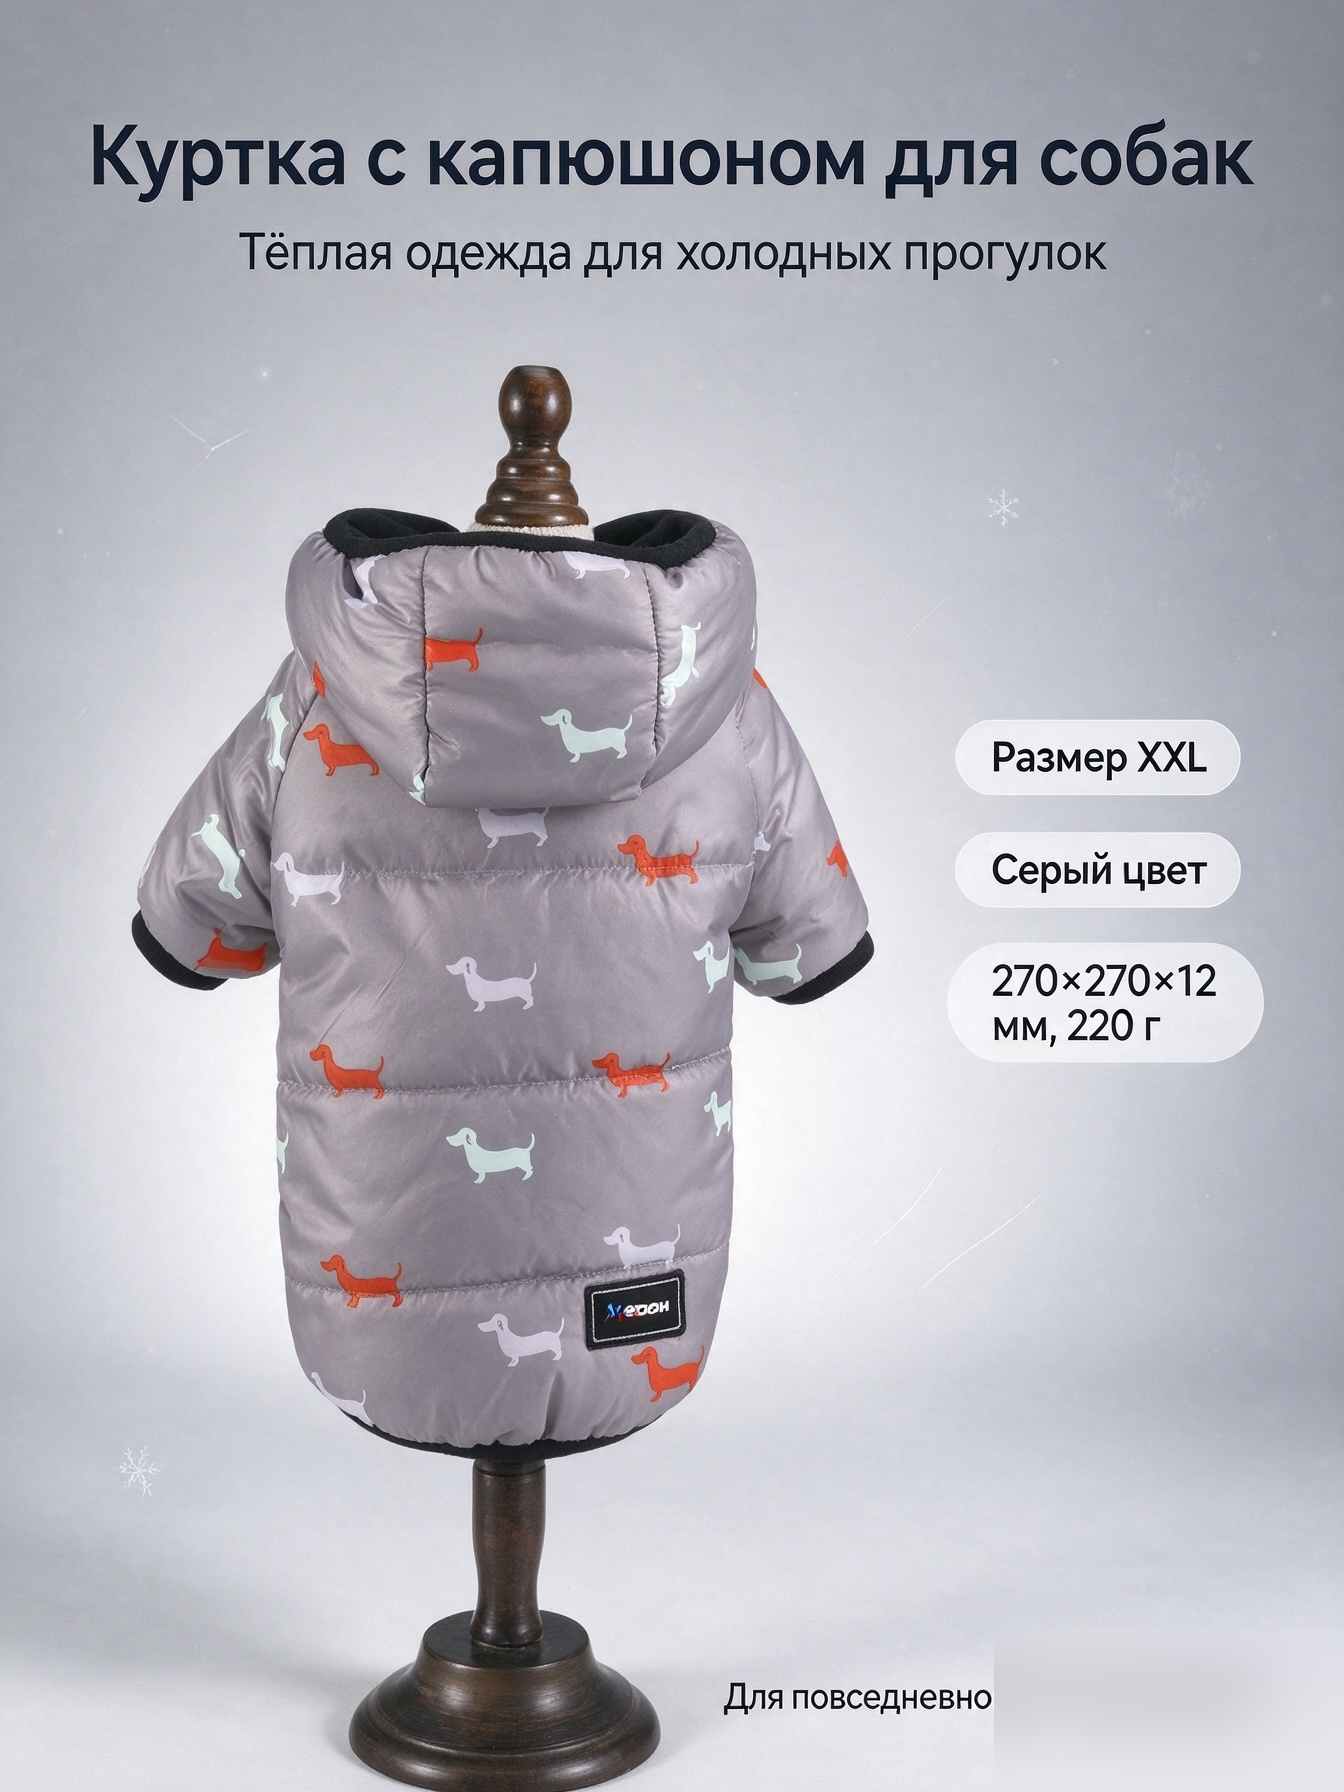 Куртка с капюшоном для собак
Тёплая одежда для холодных прогулок
Размер XXL
Серый цвет
270×270×12
мм, 220 г
Для повседневно